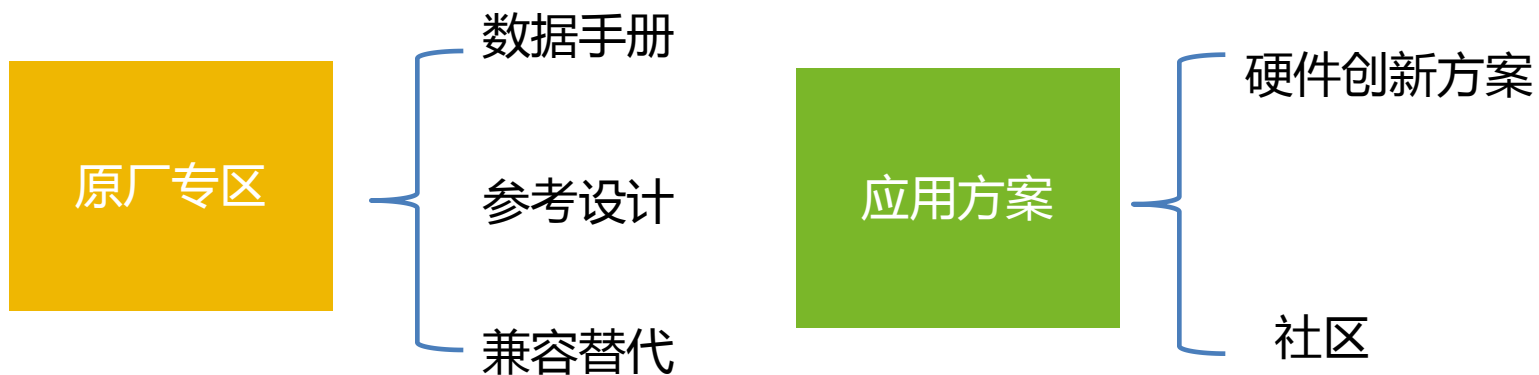 原厂专区
数据手册
参考设计
兼容替代
应用方案
硬件创新方案
社区